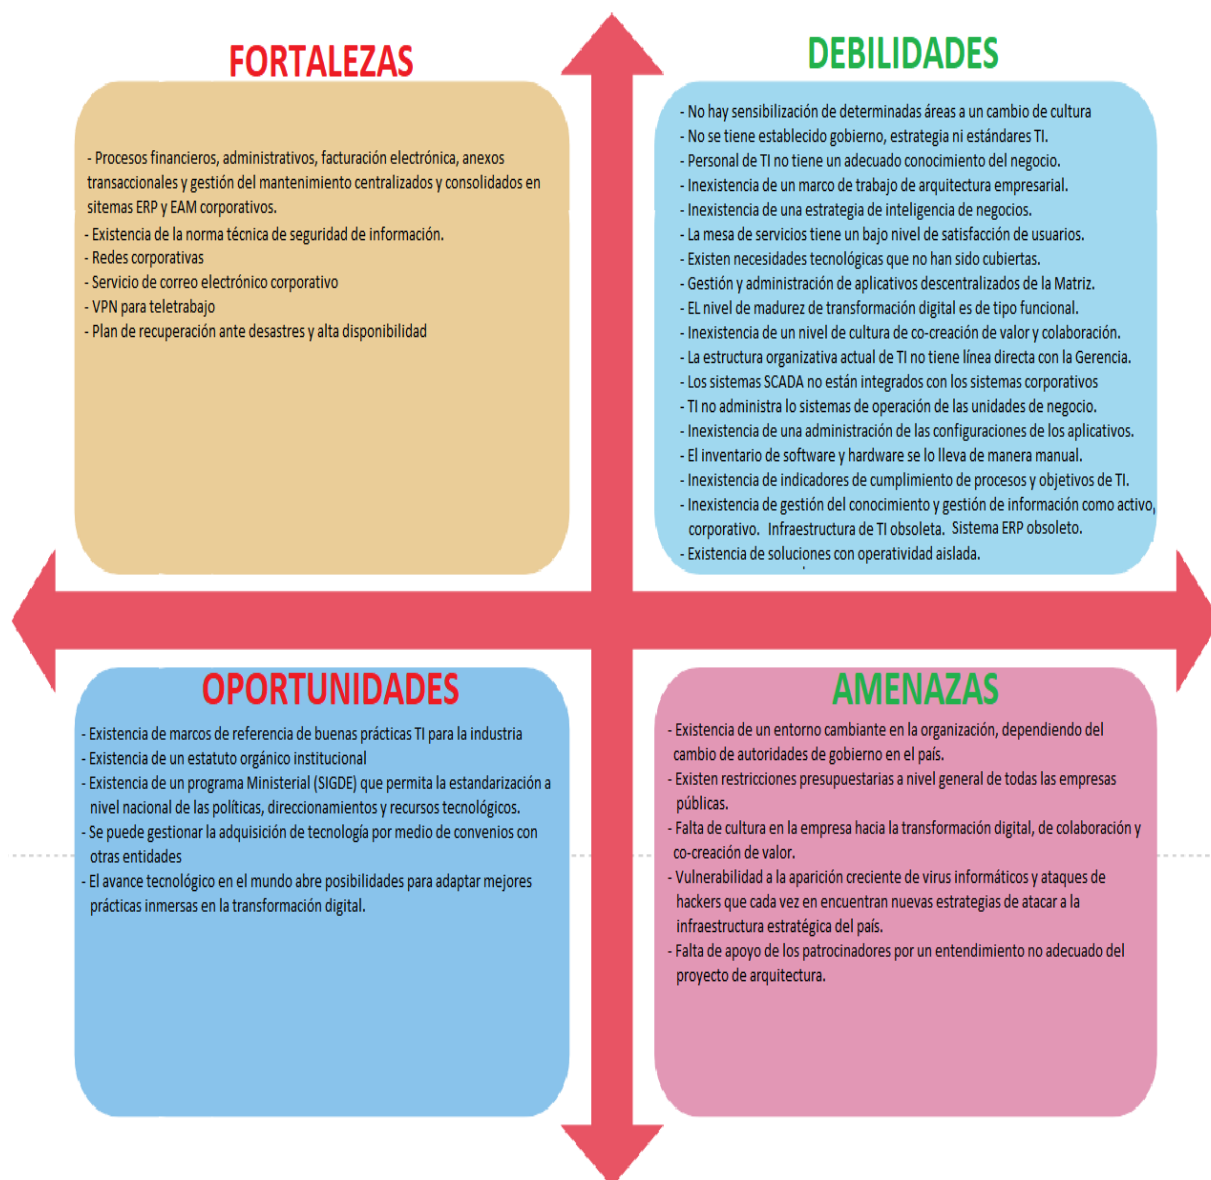 FORTALEZAS
- Procesos financieros, administrativos, facturación electrónica, anexos
transaccionales y gestión del mantenimiento centralizados y consolidados en
sitemas ERP y EAM corporativos.
- Existencia de la norma técnica de seguridad de información.
- Redes corporativas
- Servicio de correo electrónico corporativo
- VPN para teletrabajo
- Plan de recuperación ante desastres y alta disponibilidad
DEBILIDADES
- No hay sensibilización de determinadas áreas a un cambio de cultura
- No se tiene establecido gobierno, estrategia ni estándares TI.
- Personal de TI no tiene un adecuado conocimiento del negocio.
- Inexistencia de un marco de trabajo de arquitectura empresarial.
- Inexistencia de una estrategia de inteligencia de negocios.
- La mesa de servicios tiene un bajo nivel de satisfacción de usuarios.
- Existen necesidades tecnológicas que no han sido cubiertas.
- Gestión y administración de aplicativos descentralizados de la Matriz.
- EL nivel de madurez de transformación digital es de tipo funcional.
- Inexistencia de un nivel de cultura de co-creación de valor y colaboración.
- La estructura organizativa actual de TI no tiene línea directa con la Gerencia.
- Los sistemas SCADA no están integrados con los sistemas corporativos
- TI no administra lo sistemas de operación de las unidades de negocio.
- Inexistencia de una administración de las configuraciones de los aplicativos.
- El inventario de software y hardware se lo lleva de manera manual.
- Inexistencia de indicadores de cumplimiento de procesos y objetivos de TI.
- Inexistencia de gestión del conocimiento y gestión de información como activo,
corporativo. Infraestructura de TI obsoleta. Sistema ERP obsoleto.
- Existencia de soluciones con operatividad aislada.
OPORTUNIDADES
- Existencia de marcos de referencia de buenas prácticas TI para la industria
- Existencia de un estatuto orgánico institucional
- Existencia de un programa Ministerial (SIGDE) que permita la estandarización a
nivel nacional de las políticas, direccionamientos y recursos tecnológicos.
- Se puede gestionar la adquisición de tecnología por medio de convenios con
otras entidades
- El avance tecnológico en el mundo abre posibilidades para adaptar mejores
prácticas inmersas en la transformación digital.
AMENAZAS
- Existencia de un entorno cambiante en la organización, dependiendo del
cambio de autoridades de gobierno en el país.
- Existen restricciones presupuestarias a nivel general de todas las empresas
públicas.
- Falta de cultura en la empresa hacia la transformación digital, de colaboración y
co-creación de valor.
- Vulnerabilidad a la aparición creciente de virus informáticos y ataques de
hackers que cada vez en encuentran nuevas estrategias de atacar a la
infraestructura estratégica del país.
- Falta de apoyo de los patrocinadores por un entendimiento no adecuado del
proyecto de arquitectura.